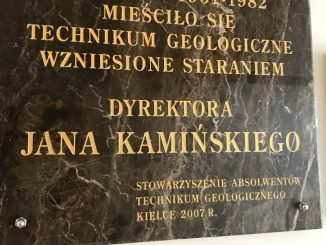 MIEŚCIŁO SIĘ
TECHNIKUM GEOLOGICZNE
WZNIESIONE STARANIEM
DYREKTORA
JANA KAMIŃSKIEGO
STOWARZYSZENIE ABSOLWENTÓW
TECHNIKUM GEOLOGICZNEGO
KIELCE 2007 R.